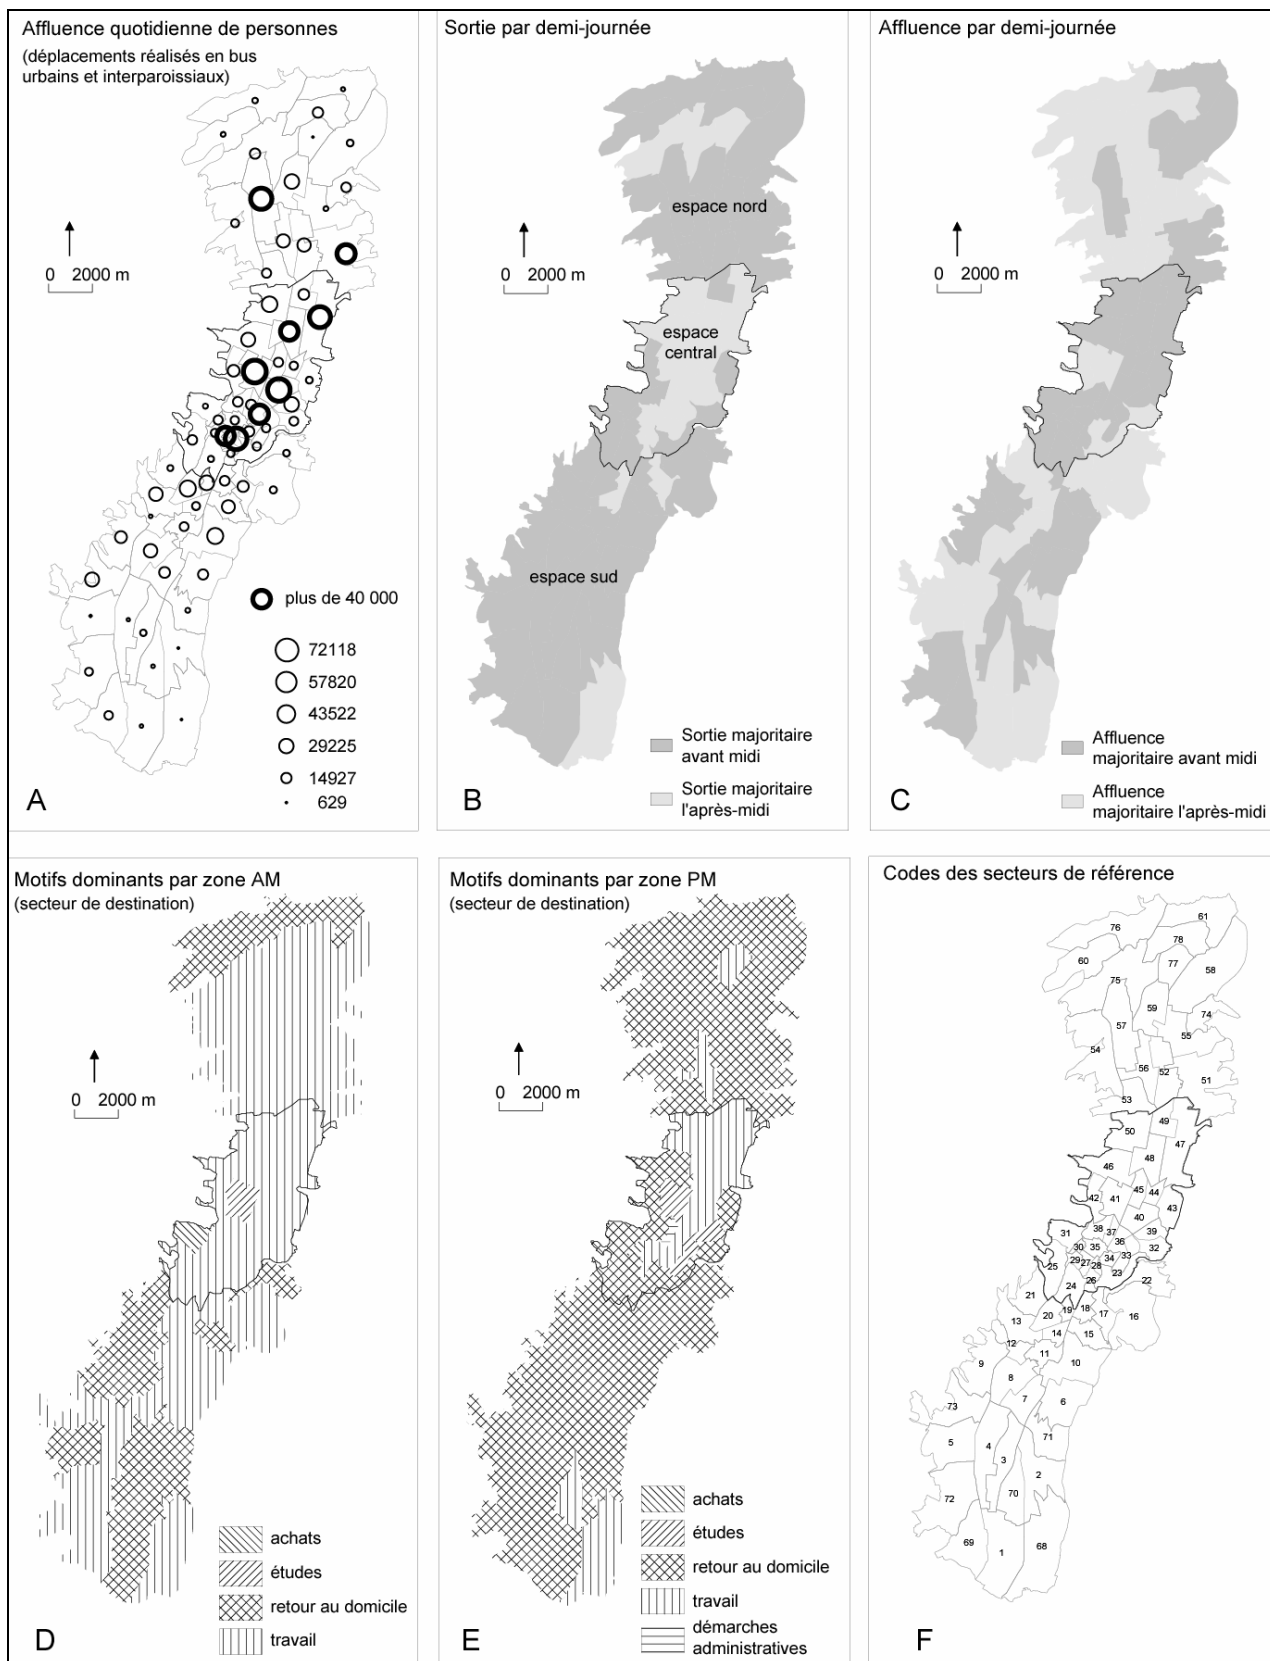 Affluence quotidienne de personnes
(déplacements réalisés en bus
urbains et interparoissiaux)
0 2000 m
plus de 40 000
72118
57820
43522
29225
14927
629
A
Sortie par demi-journée
espace nord
0 2000 m
espace
central
espace sud
Sortie majoritaire
avant midi
Sortie majoritaire
l'après-midi
B
Affluence par demi-journée
0 2000 m
Affluence
majoritaire avant midi
Affluence
majoritaire l'après-midi
C
Motifs dominants par zone AM
(secteur de destination)
0 2000 m
achats
études
retour au domicile
travail
D
Motifs dominants par zone PM
(secteur de destination)
0 2000 m
achats
études
retour au domicile
travail
démarches
administratives
E
Codes des secteurs de référence
61
76
78
60
77
58
75
59
74
57
55
54
56
52
51
53
50
49
47
48
46
45
44
42
41
43
40
38
37
39
31
36
32
30
35
33
29
27
34
28
25
23
26
24
22
21
19
18
17
16
20
13
14
15
12
11
10
9
8
7
6
73
71
5
4
3
2
72
70
69
1
68
F